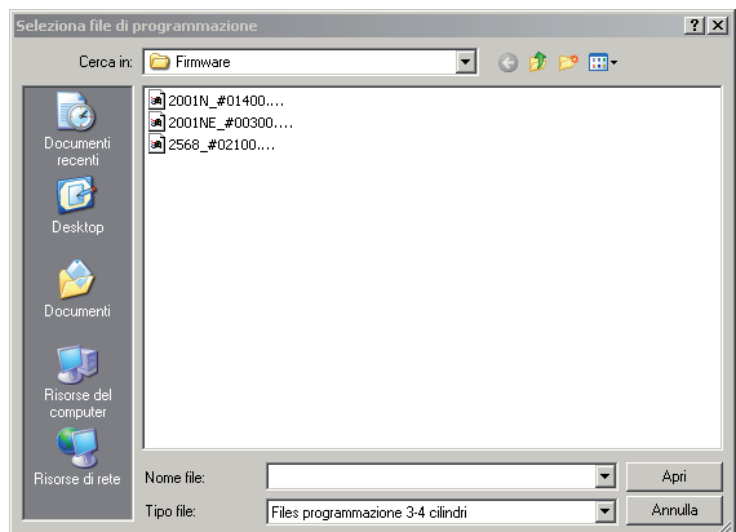 Seleziona file di programmazione
Cerca in: Firmware
2001N_#01400....
2001NE_#00300....
2568_#02100....
Documenti
recenti
Desktop
Documenti
Risorse del
computer
Risorse di rete
Nome file: Apri
Tipo file: Files programmazione 3-4 cilindri Annulla